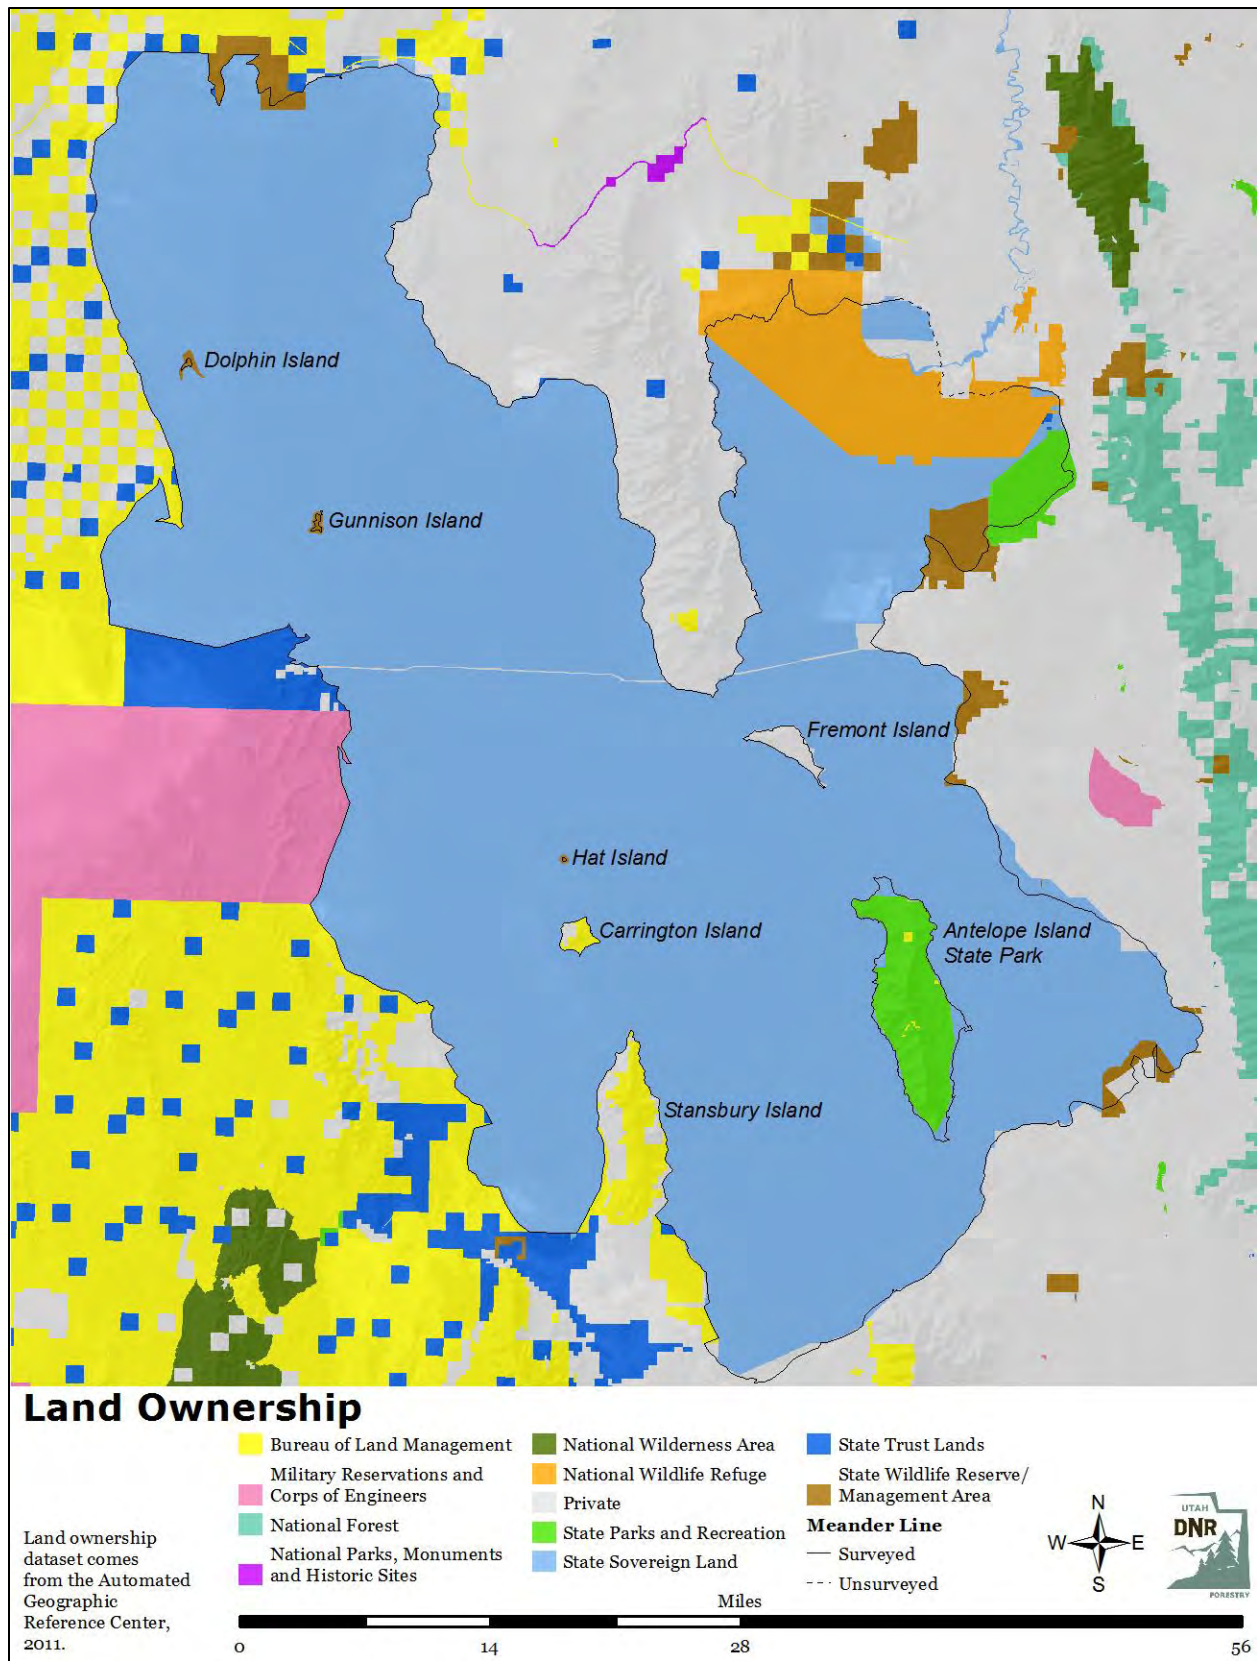 Dolphin Island
Gunnison Island
Fremont Island
Hat Island
Carrington Island
Antelope Island
State Park
Stansbury Island
Land Ownership
Land ownership
dataset comes
from the Automated
Geographic
Reference Center,
2011.
Bureau of Land Management
Military Reservations and
Corps of Engineers
National Forest
National Parks, Monuments
and Historic Sites
National Wilderness Area
National Wildlife Refuge
Private
State Parks and Recreation
State Sovereign Land
State Trust Lands
State Wildlife Reserve/
Management Area
Meander Line
Surveyed
Unsurveyed
N
W E
S
UTAH
DNR
FORESTRY
Miles
0 14 28 56